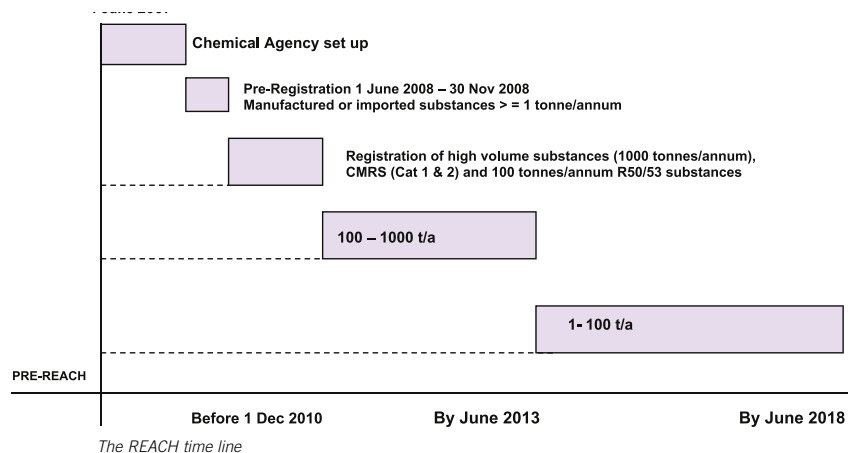 Chemical Agency set up
Pre-Registration 1 June 2008 – 30 Nov 2008
Manufactured or imported substances > = 1 tonne/annum
Registration of high volume substances (1000 tonnes/annum),
CMRS (Cat 1 & 2) and 100 tonnes/annum R50/53 substances
100 – 1000 t/a
1- 100 t/a
PRE-REACH
Before 1 Dec 2010
By June 2013
By June 2018
The REACH time line